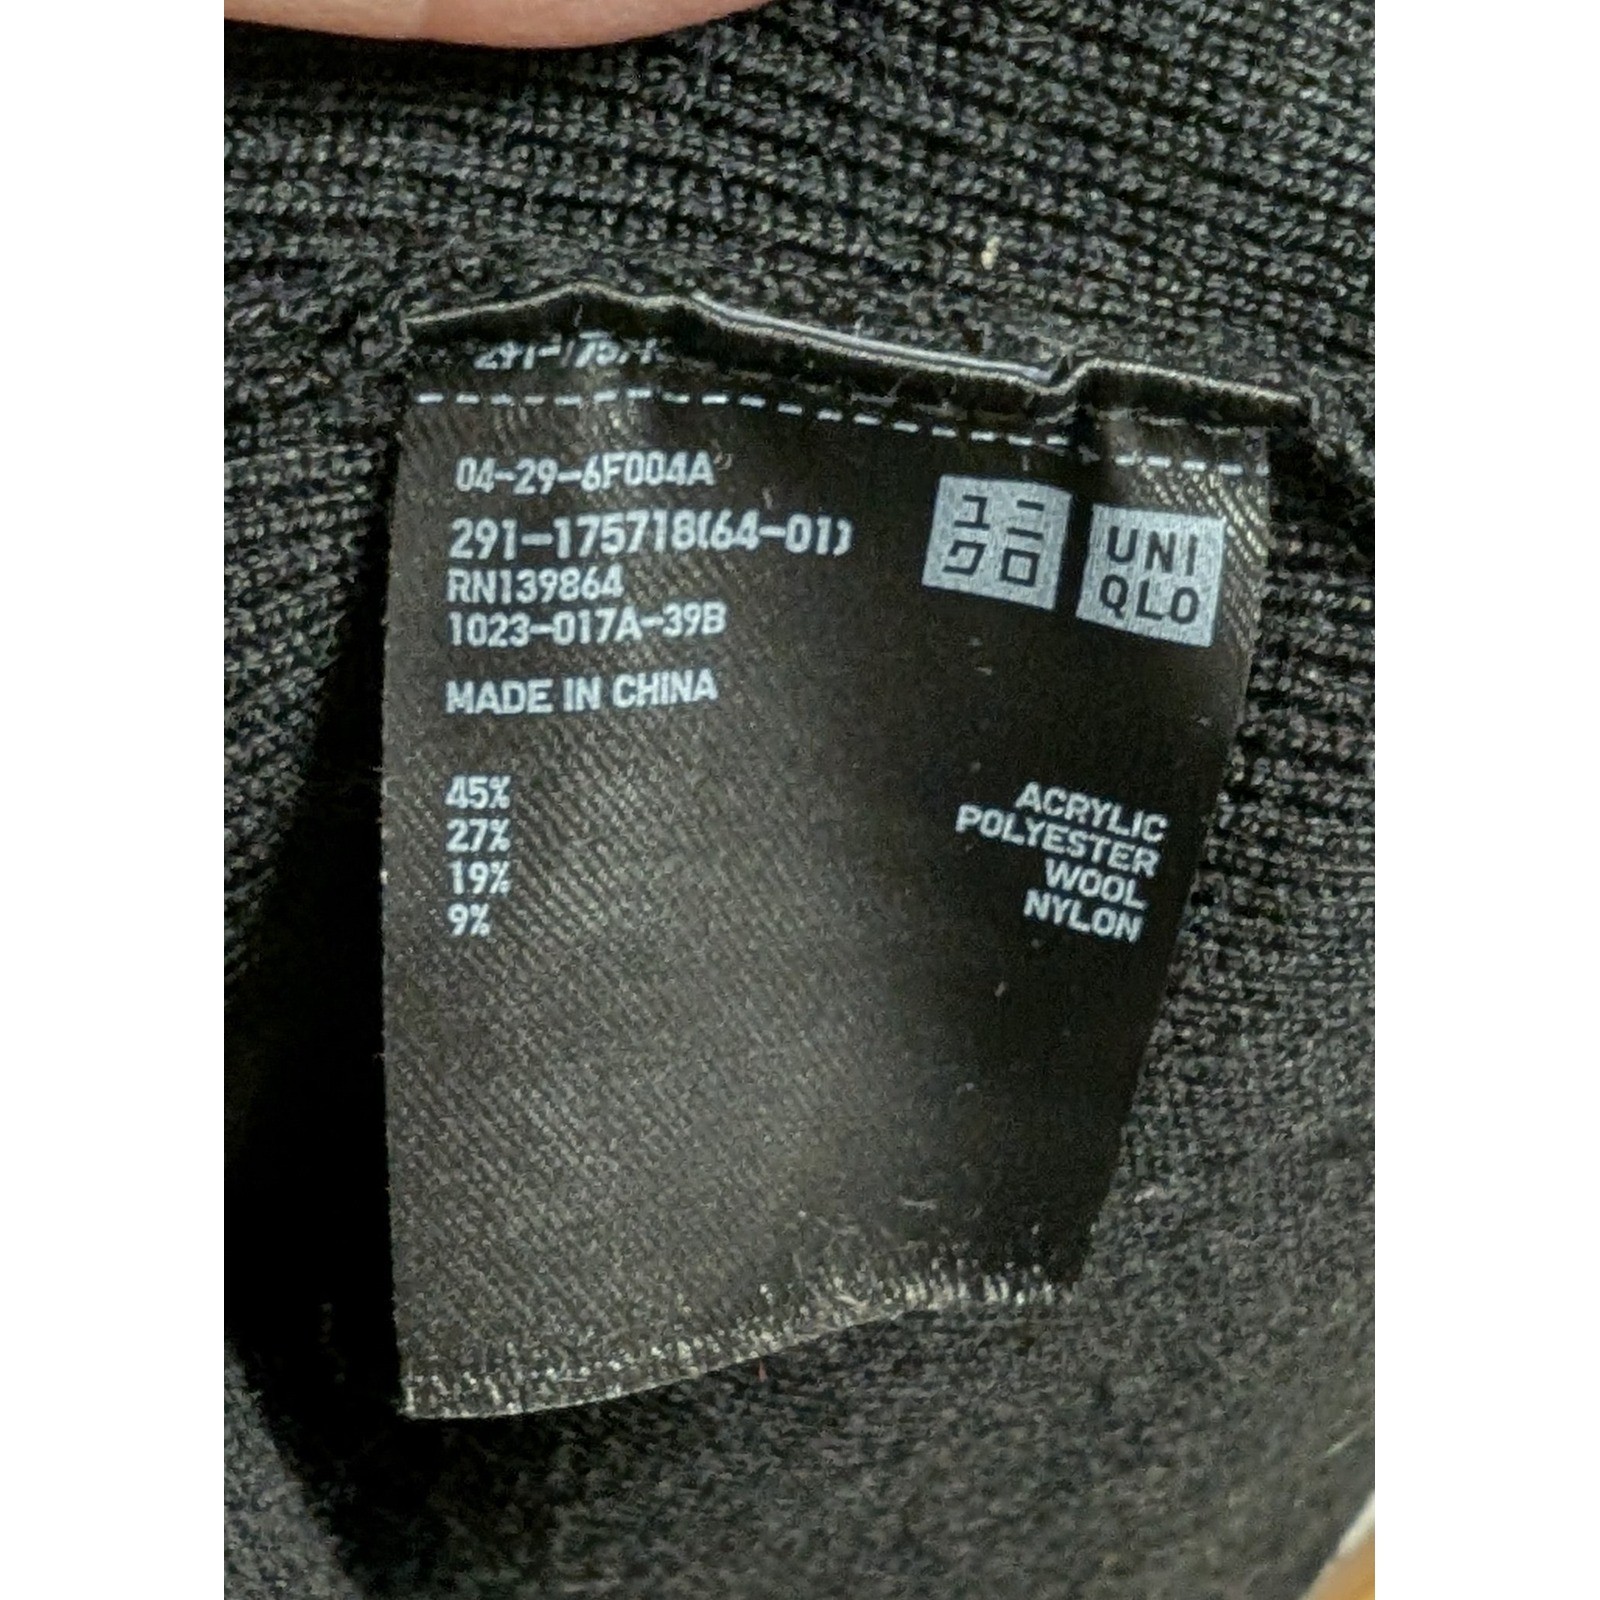 04-29-6F004A
291-175718(64-01)
RN139864
1023-017A-39B
MADE IN CHINA
ユニ
クロ
UNI
QLO
45% ACRYLIC
27% POLYESTER
19% WOOL
9% NYLON